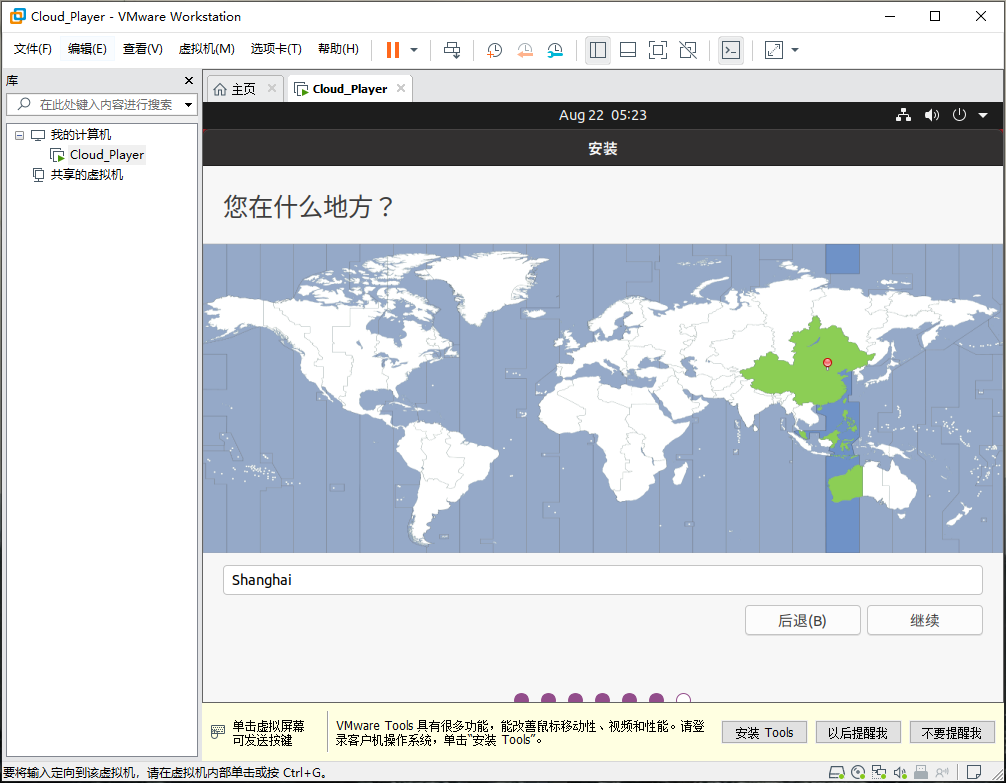 Cloud_Player - VMware Workstation
文件(F) 编辑(E) 查看(V) 虚拟机(M) 选项卡(T) 帮助(H)
库
在此处键入内容进行搜索
我的计算机
Cloud_Player
共享的虚拟机
主页
Cloud_Player
Aug 22 05:23
安装
您在什么地方？
Shanghai
后退(B)
继续
单击虚拟屏幕
可发送按键
VMware Tools 具有很多功能，能改善鼠标移动性、视频和性能。请登
录客户机操作系统，单击“安装 Tools”。
安装 Tools
以后提醒我
不要提醒我
要将输入定向到该虚拟机，请在虚拟机内部单击或按 Ctrl+G。